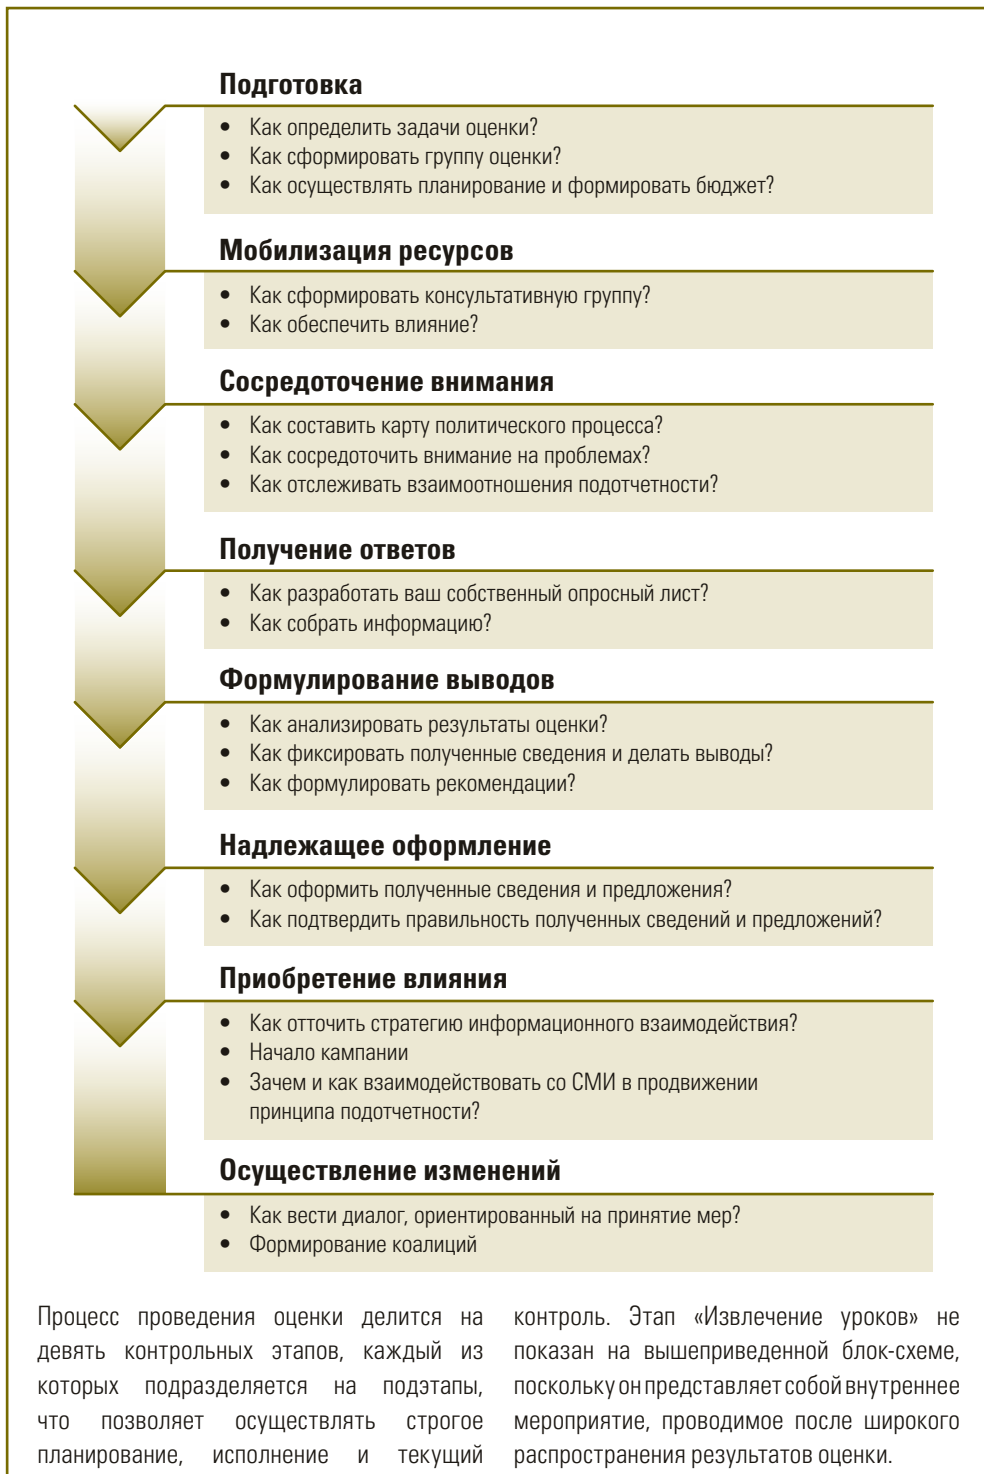 Подготовка
• Как определить задачи оценки?
• Как сформировать группу оценки?
• Как осуществлять планирование и формировать бюджет?
Мобилизация ресурсов
• Как сформировать консультативную группу?
• Как обеспечить влияние?
Сосредоточение внимания
• Как составить карту политического процесса?
• Как сосредоточить внимание на проблемах?
• Как отслеживать взаимоотношения подотчетности?
Получение ответов
• Как разработать ваш собственный опросный лист?
• Как собрать информацию?
Формулирование выводов
• Как анализировать результаты оценки?
• Как фиксировать полученные сведения и делать выводы?
• Как формулировать рекомендации?
Надлежащее оформление
• Как оформить полученные сведения и предложения?
• Как подтвердить правильность полученных сведений и предложений?
Приобретение влияния
• Как отточить стратегию информационного взаимодействия?
• Начало кампании
• Зачем и как взаимодействовать со СМИ в продвижении
принципа подотчетности?
Осуществление изменений
• Как вести диалог, ориентированный на принятие мер?
• Формирование коалиций
Процесс проведения оценки делится на
девять контрольных этапов, каждый из
которых подразделяется на подэтапы,
что позволяет осуществлять строгое
планирование, исполнение и текущий
контроль. Этап «Извлечение уроков» не
показан на вышеприведенной блок-схеме,
поскольку он представляет собой внутреннее
мероприятие, проводимое после широкого
распространения результатов оценки.